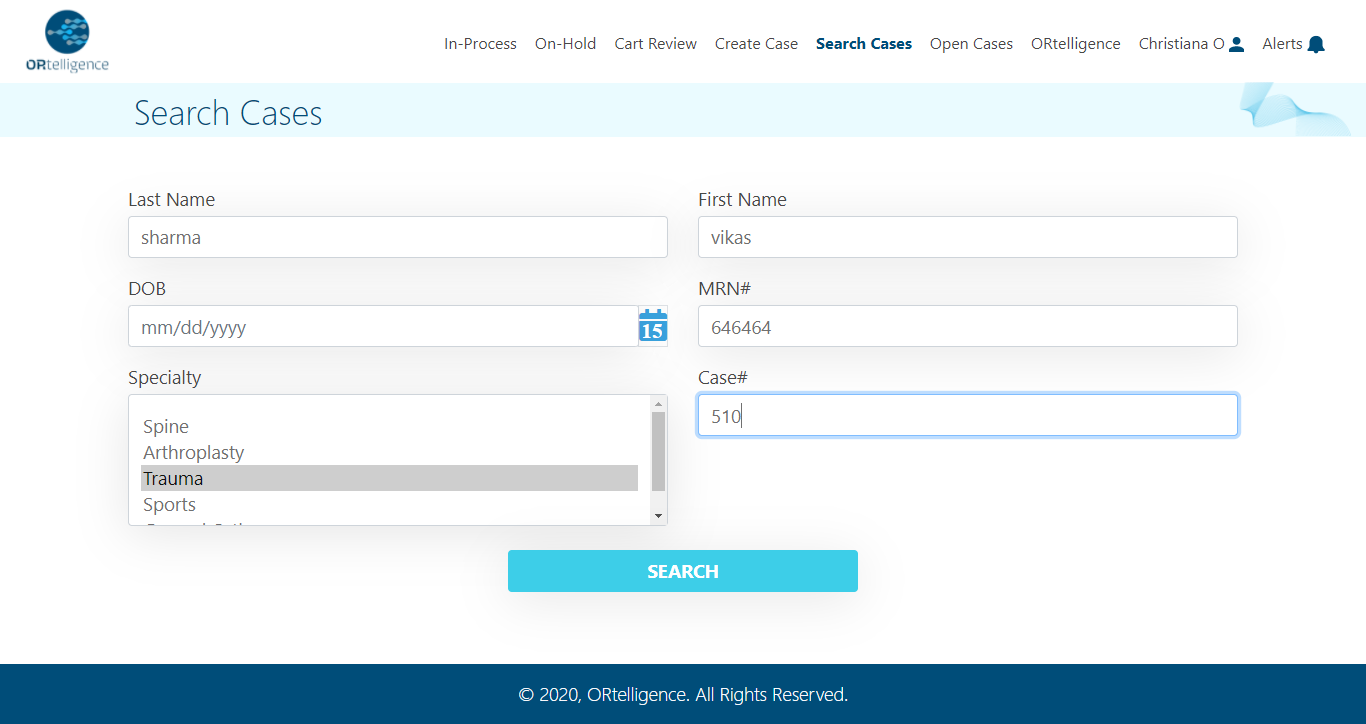 ORtelligence
In-Process On-Hold Cart Review Create Case Search Cases Open Cases ORtelligence Christiana O Alerts
Search Cases
Last Name
sharma
First Name
vikas
DOB
mm/dd/yyyy
15
MRN#
646464
Specialty
Spine
Arthroplasty
Trauma
Sports
Case#
510
SEARCH
© 2020, ORtelligence. All Rights Reserved.